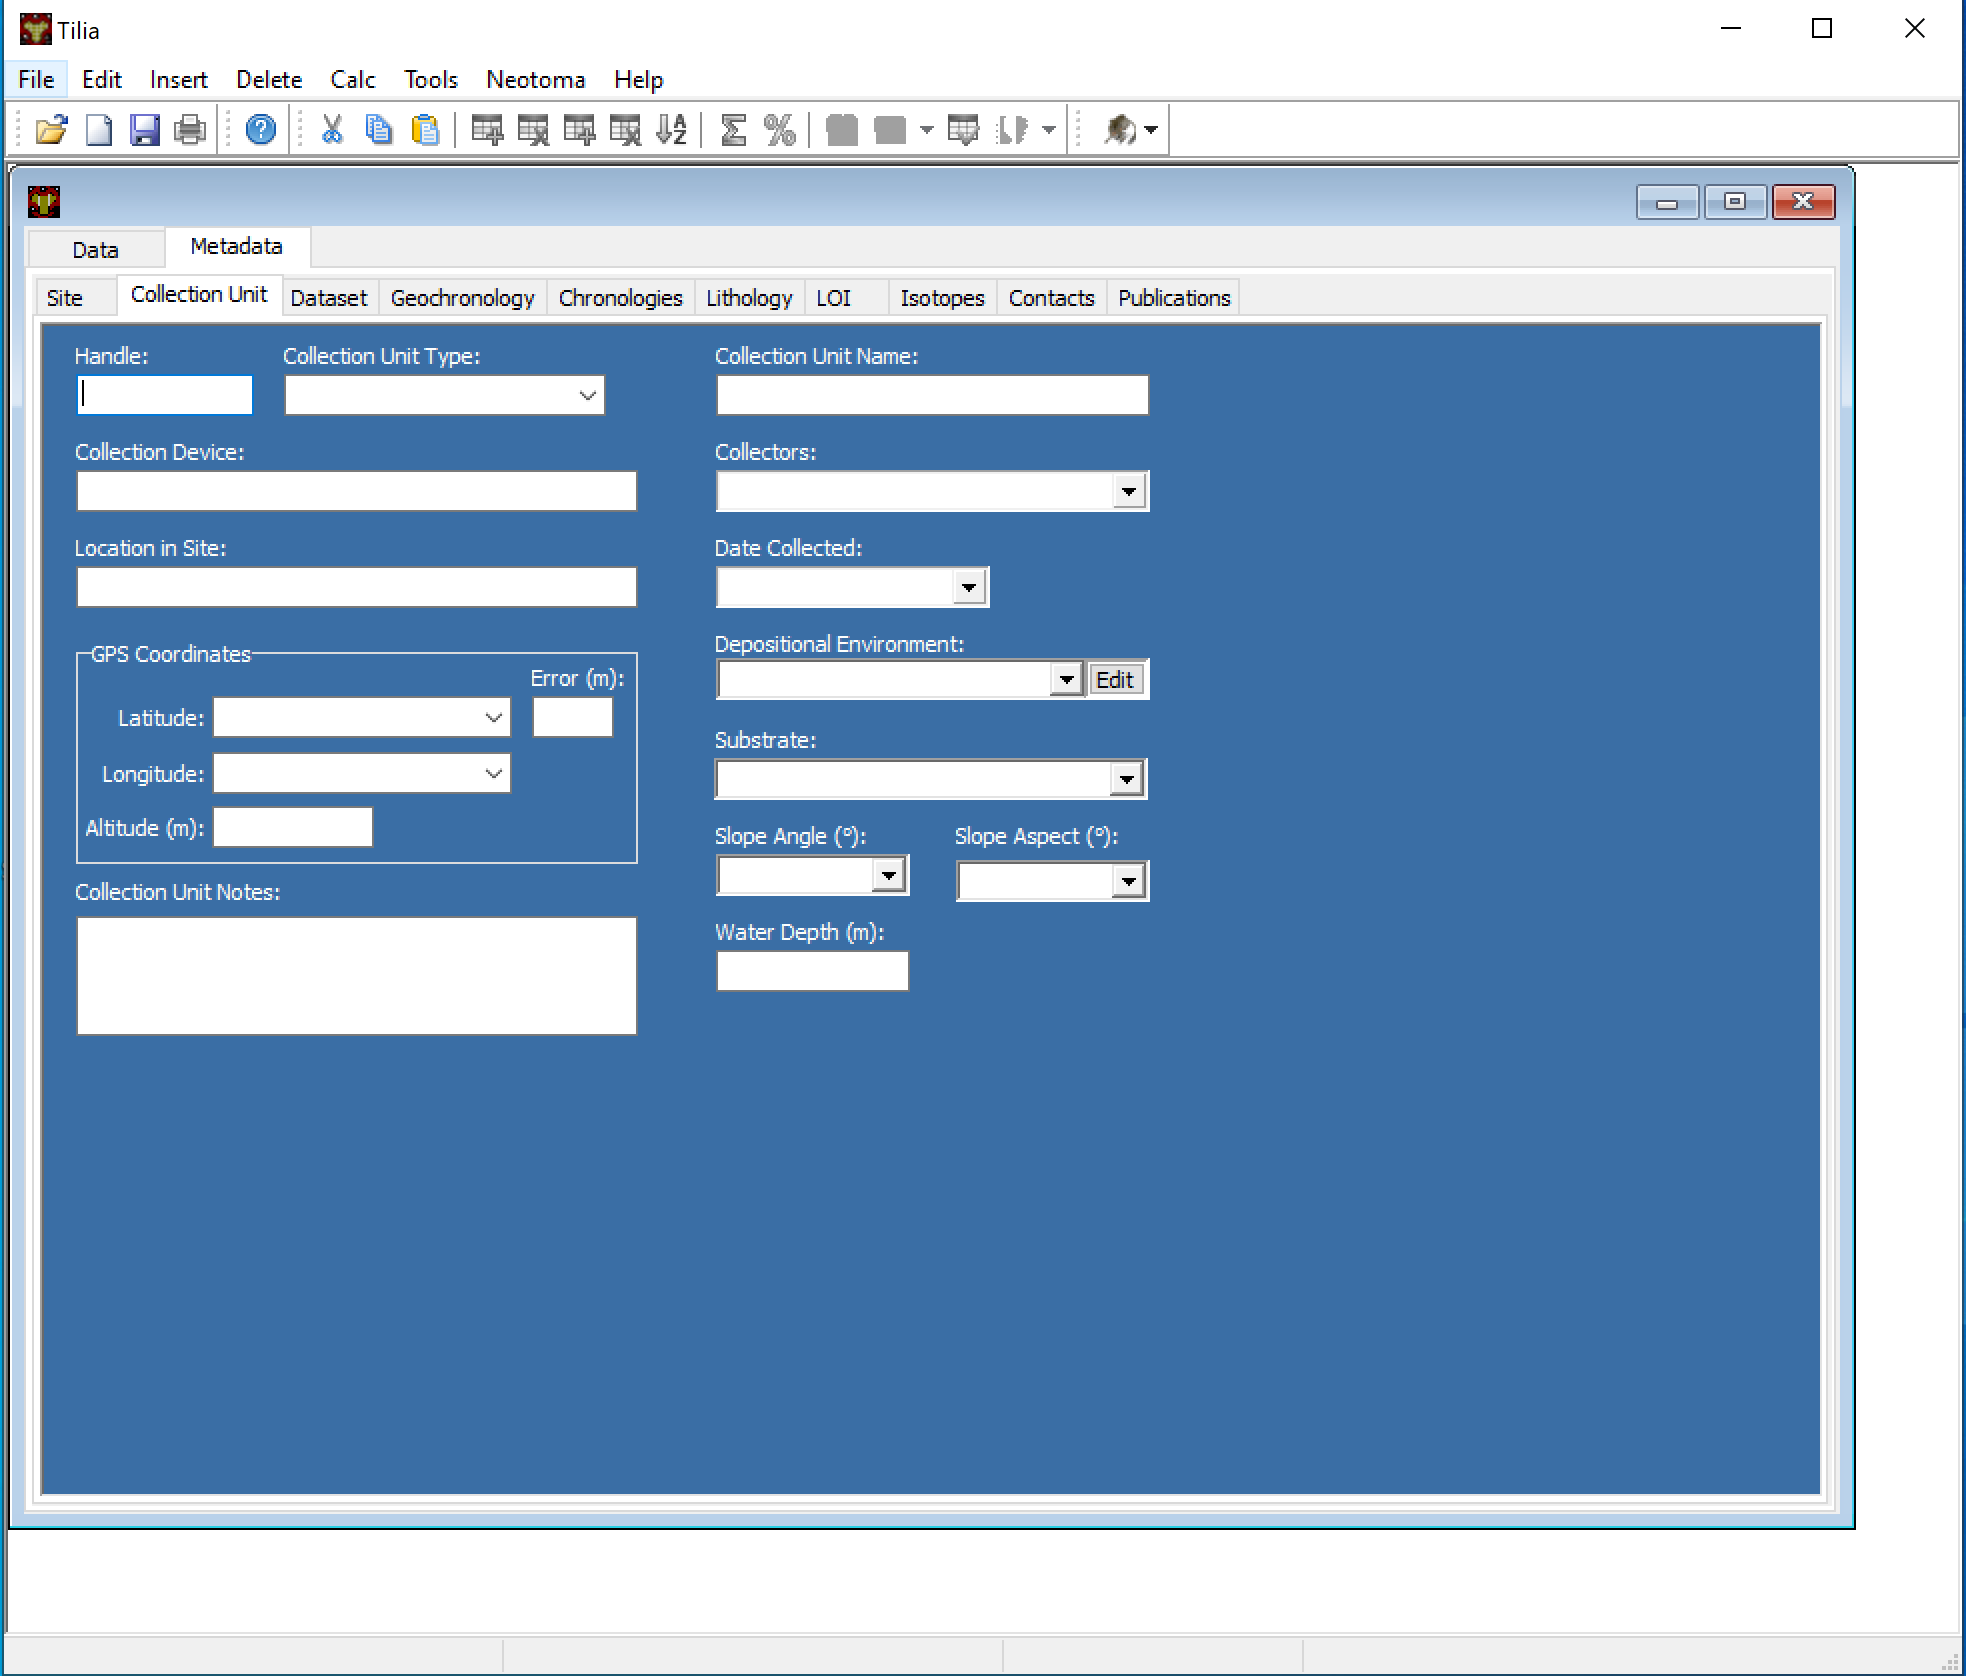 Tilia
File Edit Insert Delete Calc Tools Neotoma Help
Data Metadata
Site Collection Unit Dataset Geochronology Chronologies Lithology LOI Isotopes Contacts Publications
Handle: Collection Unit Type: Collection Unit Name:
Collection Device: Collectors:
Location in Site: Date Collected:
GPS Coordinates Depositional Environment:
Error (m): Edit
Latitude:
Substrate:
Longitude:
Altitude (m): Slope Angle (°): Slope Aspect (°):
Collection Unit Notes:
Water Depth (m):